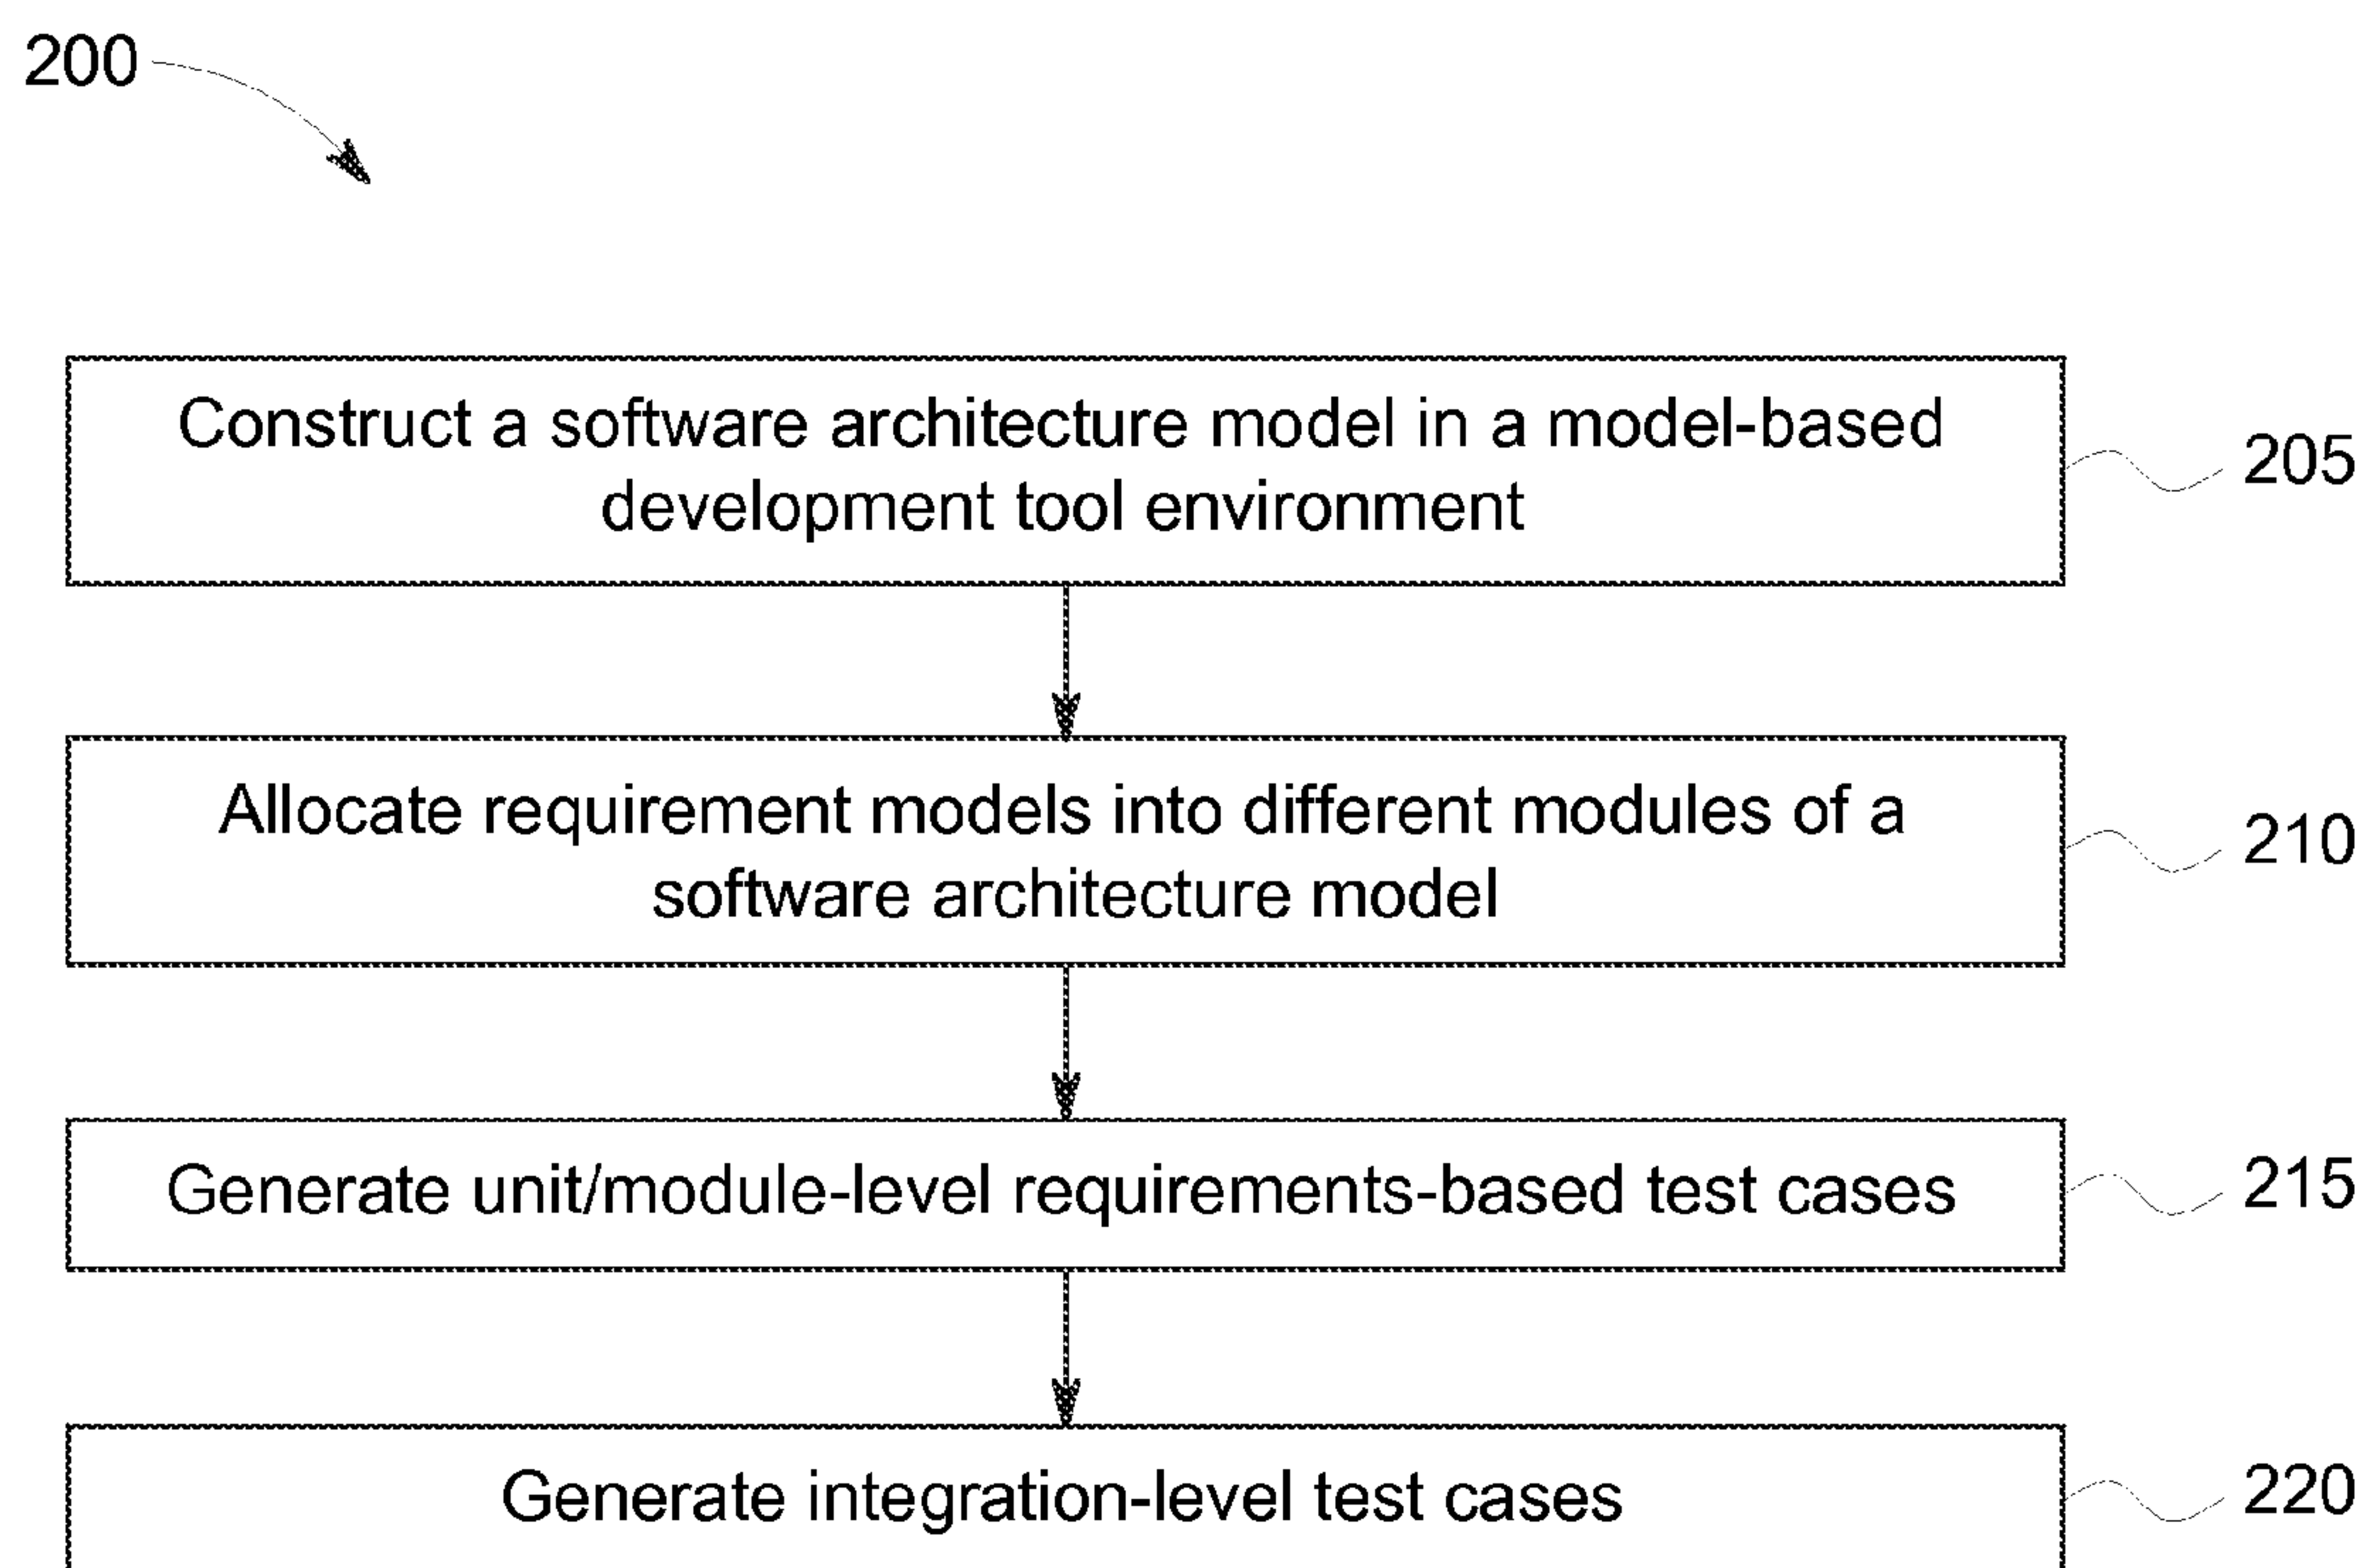 200
Construct a software architecture model in a model-based
development tool environment
205
Allocate requirement models into different modules of a
software architecture model
210
Generate unit/module-level requirements-based test cases
215
Generate integration-level test cases
220